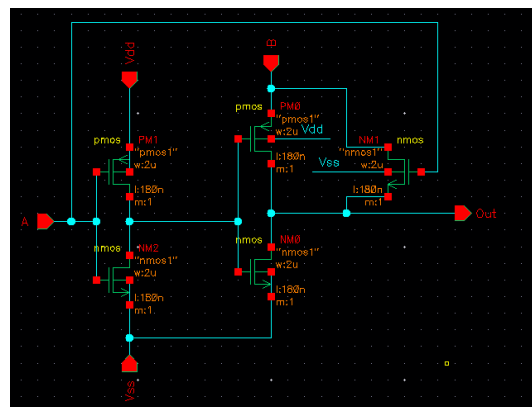 Vdd
B
pmos
PM1
"pmos1"
w:2u
l:180n
m:1
pmos
PM0
"pmos1"
w:2u
Vdd
l:180n
m:1
NM1
nmos
"nmos1"
w:2u
Vss
l:180n
m:1
A
Out
nmos
NM2
"nmos1"
w:2u
l:180n
m:1
nmos
NM0
"nmos1"
w:2u
l:180n
m:1
Vss